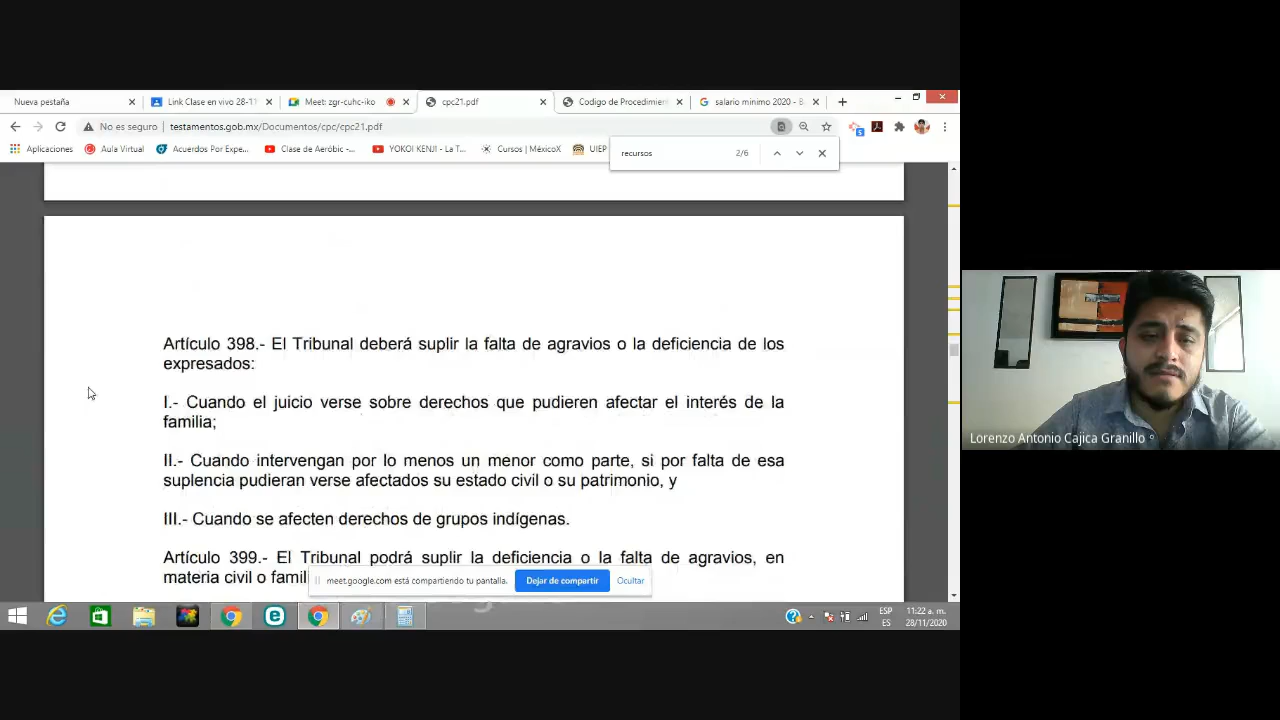 Nueva pestaña
Link Clase en vivo 28-1
Meet: zgr-cuhc-iko
cpc21.pdf
Codigo de Procedimien
salario minimo 2020 - B
No es seguro
testamentos.gob.mx/Documentos/cpc/cpc21.pdf
Aplicaciones
Aula Virtual
Acuerdos Por Expe...
Clase de Aeróbic -...
YOKOI KENJI - La T...
Cursos | MéxicoX
UIEP
recursos
2/6
Artículo 398.- El Tribunal deberá suplir la falta de agravios o la deficiencia de los
expresados:
I.- Cuando el juicio verse sobre derechos que pudieren afectar el interés de la
familia;
II.- Cuando intervengan por lo menos un menor como parte, si por falta de esa
suplencia pudieran verse afectados su estado civil o su patrimonio, y
III.- Cuando se afecten derechos de grupos indígenas.
Artículo 399.- El Tribunal podrá suplir la deficiencia o la falta de agravios, en
materia civil o famil
meet.google.com está compartiendo tu pantalla.
Dejar de compartir
Ocultar
Lorenzo Antonio Cajica Granillo
ESP
ES
11:22 a. m.
28/11/2020